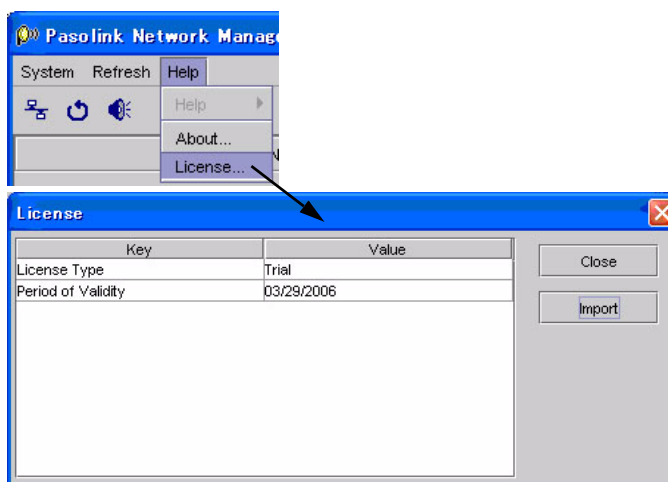 Pasolink Network Manage
System Refresh Help
Help
About...
License...
License
Key Value
Close
License Type Trial
Period of Validity 03/29/2006
Import